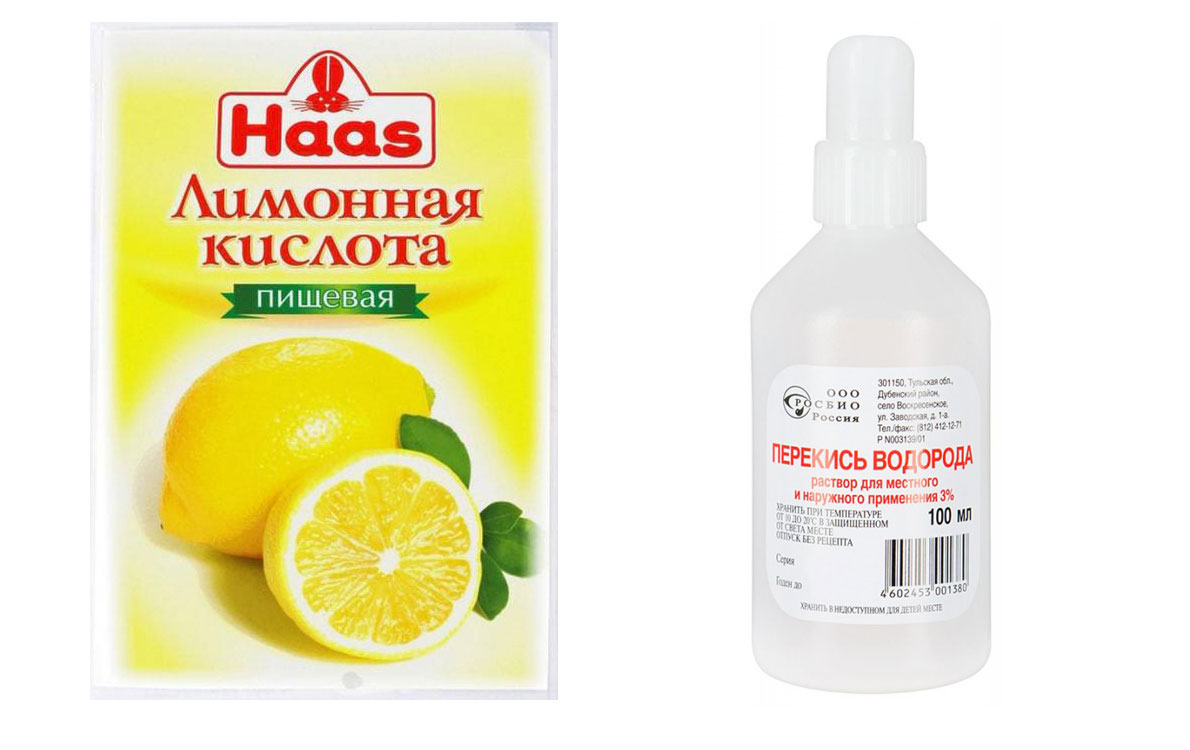 Haas
Лимонная
кислота
пищевая
ООО
РОСБИО
Россия
301150, Тульская обл.,
Дубенский район,
село Воскресенское,
ул. Заводская, д. 1-а.
Тел./факс: (812) 412-12-71
Р N003139/01
ПЕРЕКИСЬ ВОДОРОДА
раствор для местного
и наружного применения 3%
100 мл
ХРАНИТЬ ПРИ ТЕМПЕРАТУРЕ
ОТ 10 ДО 20°С В ЗАЩИЩЕННОМ
ОТ СВЕТА МЕСТЕ
ОТПУСК БЕЗ РЕЦЕПТА
Серия
Годен до
4602453 001380
ХРАНИТЬ В НЕДОСТУПНОМ ДЛЯ ДЕТЕЙ МЕСТЕ